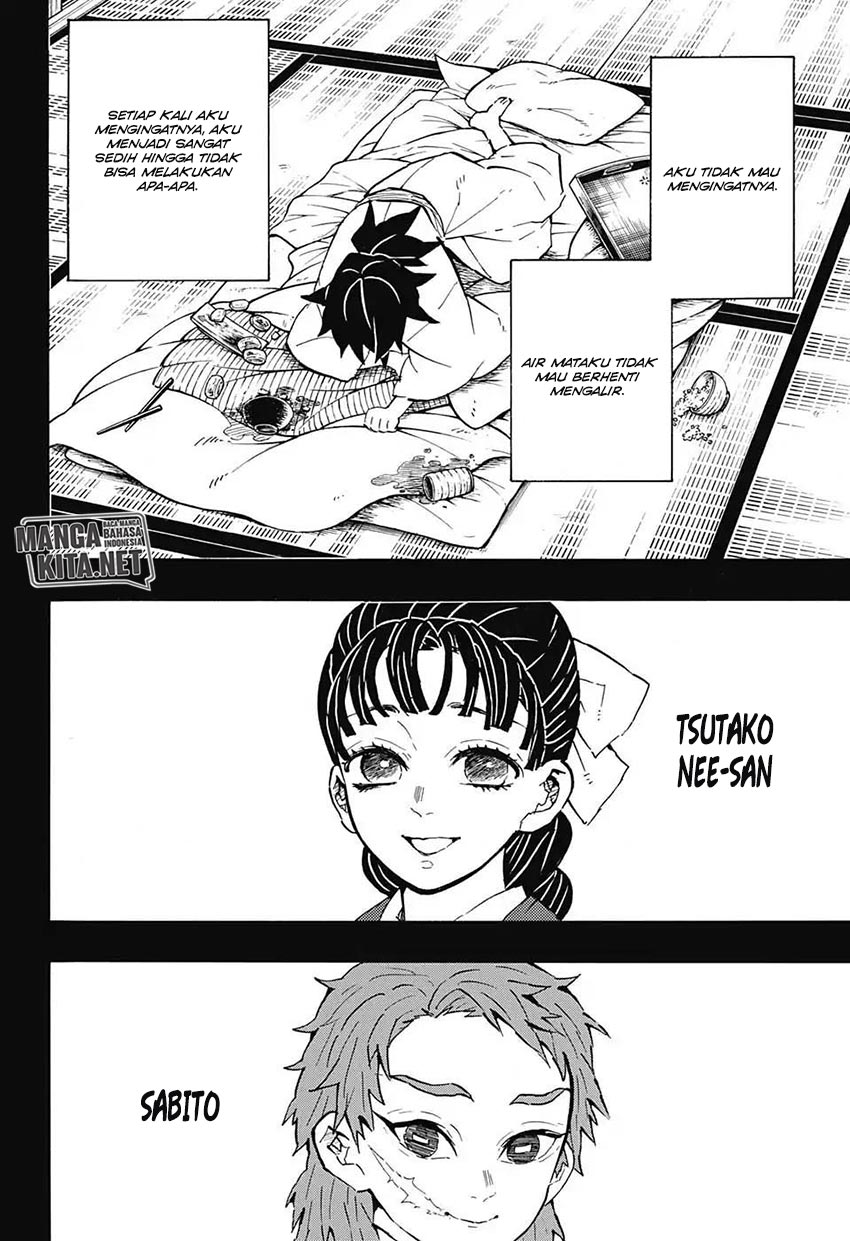 AKU TIDAK MAU
MENGINGATNYA.
SETIAP KALI AKU
MENGINGATNYA, AKU
MENJADI SANGAT
SEDIH HINGGA TIDAK
BISA MELAKUKAN
APA-APA.
AIR MATAKU TIDAK
MAU BERHENTI
MENGALIR.
MANGA
BACA MANGA
BAHASA
INDONESIA
KITA.NET
TSUTAKO
NEE-SAN
SABITO